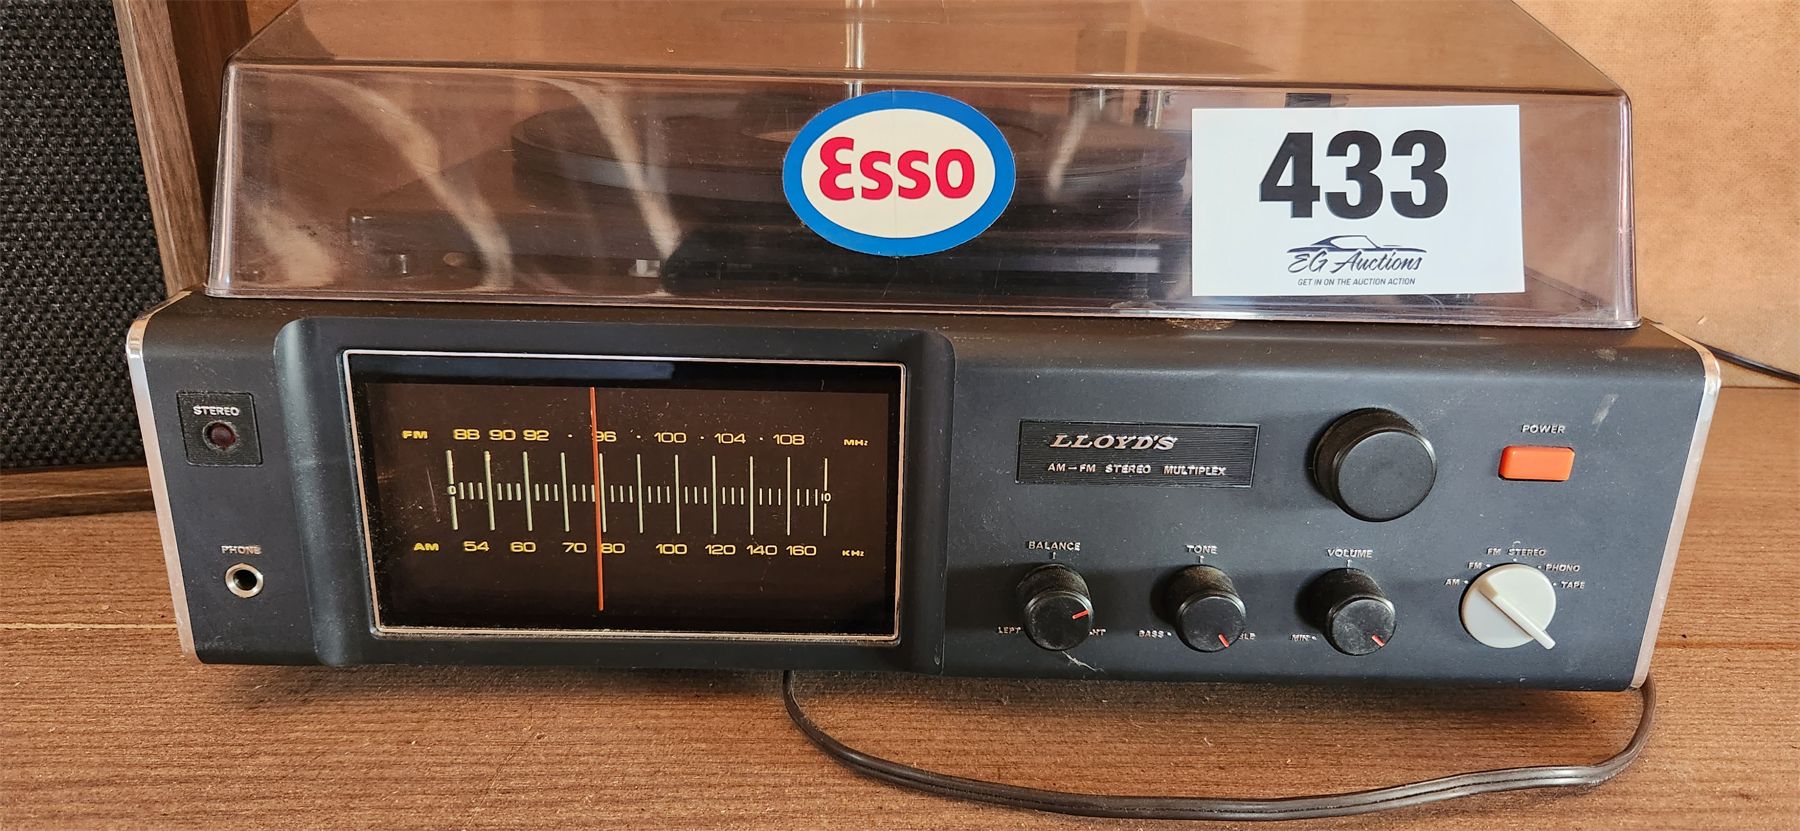 Esso
433
EG Auctions
GET IN ON THE AUCTION ACTION
STEREO
FM 88 90 92 · 96 · 100 · 104 · 108 MHz
0 10
AM 54 60 70 80 100 120 140 160 KHz
PHONE
LLOYD'S
AM-FM STEREO MULTIPLEX
POWER
BALANCE
LEFT
TONE
BASS
VOLUME
MIN
FM STEREO
FM PHONO
AM TAPE